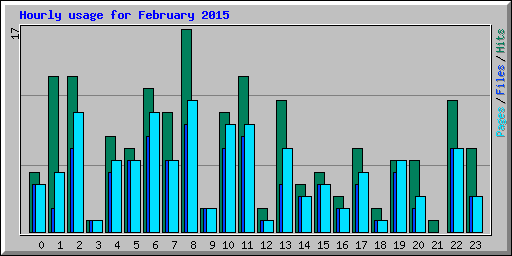 Hourly usage for February 2015
17
Pages/Files/Hits
0 1 2 3 4 5 6 7 8 9 10 11 12 13 14 15 16 17 18 19 20 21 22 23